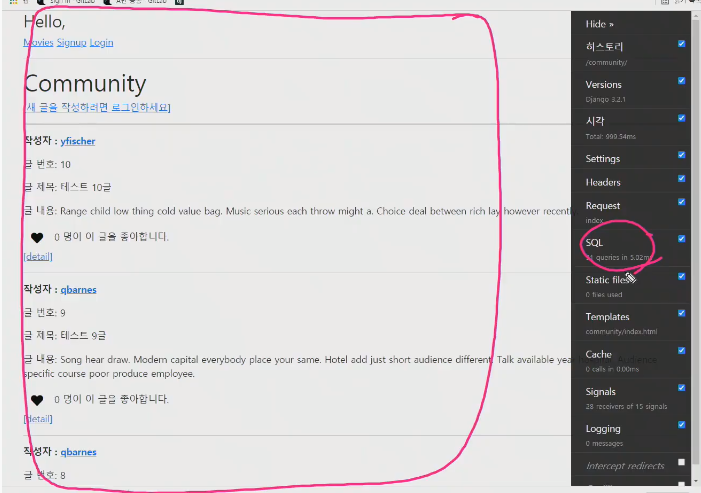 Hello,
Movies Signup Login
Community
[새 글을 작성하려면 로그인하세요]
작성자 : yfischer
글 번호: 10
글 제목: 테스트 10글
글 내용: Range child low thing cold value bag. Music serious each throw might a. Choice deal between rich lay however recently
0 명이 이 글을 좋아합니다.
[detail]
작성자 : qbarnes
글 번호: 9
글 제목: 테스트 9글
글 내용: Song hear draw. Modern capital everybody place your same. Hotel add just short audience different. Talk available year
specific course poor produce employee.
0 명이 이 글을 좋아합니다.
[detail]
작성자 : qbarnes
글 번호: 8
Hide »
히스토리
/community/
Versions
Django 3.2.1
시각
Total: 999.54ms
Settings
Headers
Request
index
SQL
queries in 5.02ms
Static files
0 files used
Templates
community/index.html
Cache
0 calls in 0.00ms
Signals
28 receivers of 15 signals
Logging
0 messages
Intercept redirects